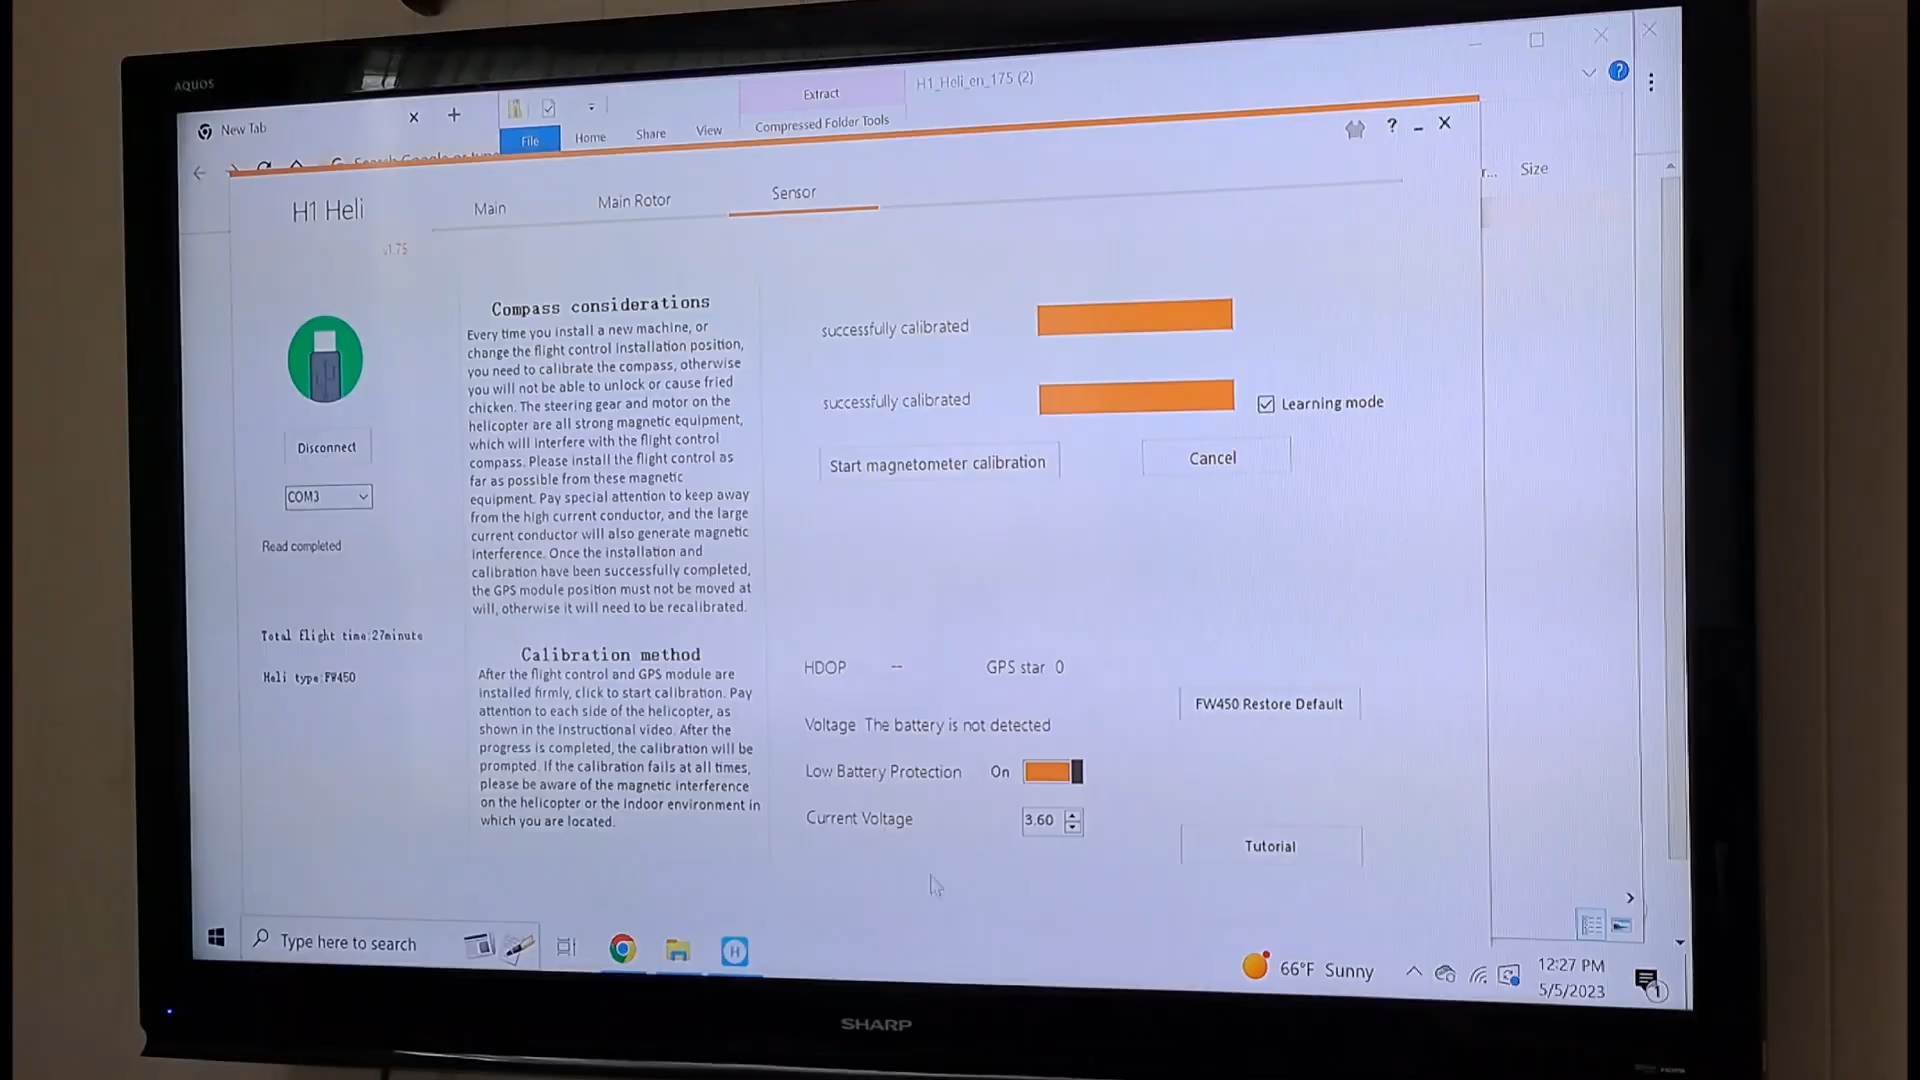 AQUOS
New Tab
File
Home
Share
View
Extract
Compressed Folder Tools
H1_Heli_en_175 (2)
?
Size
H1 Heli
v1.75
Main
Main Rotor
Sensor
?
Disconnect
COM3
Read completed
Total flight time:27minute
Heli type:FW450
Compass considerations
Every time you install a new machine, or
change the flight control installation position,
you need to calibrate the compass, otherwise
you will not be able to unlock or cause fried
chicken. The steering gear and motor on the
helicopter are all strong magnetic equipment,
which will interfere with the flight control
compass. Please install the flight control as
far as possible from these magnetic
equipment. Pay special attention to keep away
from the high current conductor, and the large
current conductor will also generate magnetic
interference. Once the installation and
calibration have been successfully completed,
the GPS module position must not be moved at
will, otherwise it will need to be recalibrated.
Calibration method
After the flight control and GPS module are
installed firmly, click to start calibration. Pay
attention to each side of the helicopter, as
shown in the instructional video. After the
progress is completed, the calibration will be
prompted. If the calibration fails at all times,
please be aware of the magnetic interference
on the helicopter or the indoor environment in
which you are located.
successfully calibrated
successfully calibrated
Learning mode
Start magnetometer calibration
Cancel
HDOP -- GPS star 0
Voltage The battery is not detected
Low Battery Protection On
Current Voltage 3.60
FW450 Restore Default
Tutorial
Type here to search
H
66°F Sunny
12:27 PM
5/5/2023
1
SHARP